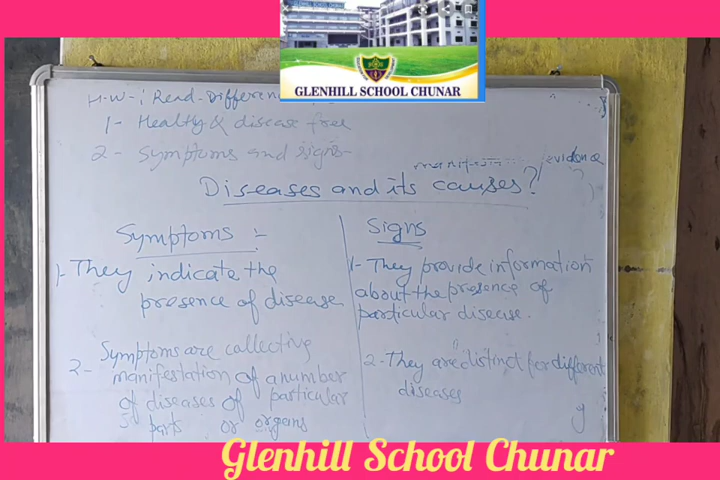 GLENHILL SCHOOL CHUNAR
H.W-: Read-Difference
1- Healthy & disease free
2- Symptoms and signs-
/evidence
Diseases and its causes?
Symptoms :-
1- They indicate the
presence of disease
2- Symptoms are collective
manifestation of a number
of diseases of particular
parts or organs
Signs
1- They provide information
about the presence of
particular disease.
2- They are distinct for different
diseases
Glenhill School Chunar